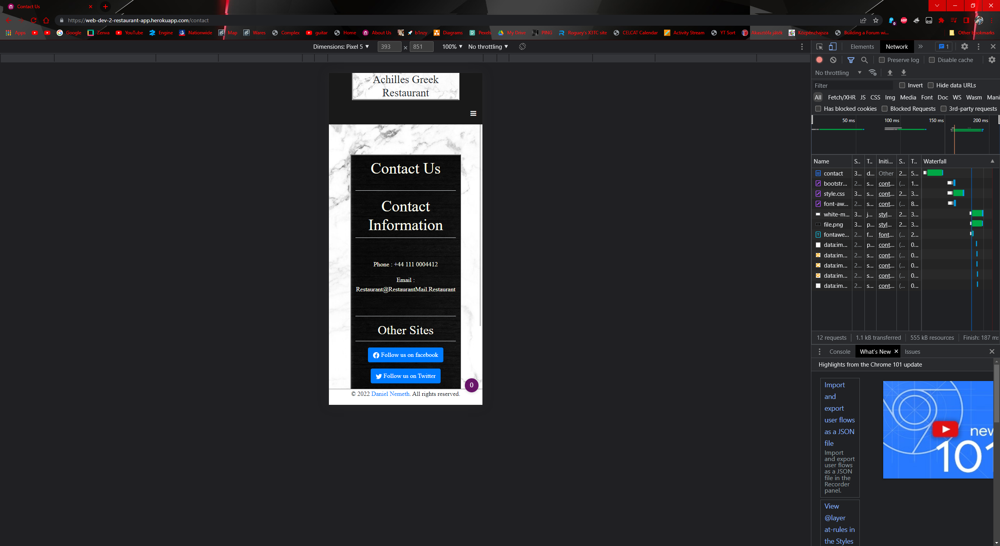 Contact Us
https://web-dev-2-restaurant-app.herokuapp.com/contact
Apps Google Zenva YouTube Engine Nationwide Map Wares Complex guitar Home About Us b1nzy Diagrams Pexels My Drive PING Roguey's X3TC site CELCAT Calendar Activity Stream YT Sort Akasztófa játék Közpénzhajsza Building a Forum wi... Other bookmarks
Dimensions: Pixel 5 393 × 851 100% No throttling
Achilles Greek
Restaurant
Contact Us
Contact
Information
Phone : +44 111 0004412
Email :
Restaurant@RestaurantMail.Restaurant
Other Sites
Follow us on facebook
Follow us on Twitter
0
© 2022 Daniel Nemeth. All rights reserved.
Elements Network 1
Preserve log Disable cache
No throttling
Filter Invert Hide data URLs
All Fetch/XHR JS CSS Img Media Font Doc WS Wasm Mani
Has blocked cookies Blocked Requests 3rd-party requests
50 ms 100 ms 150 ms 200 ms
Name S.. T.. Initi... S.. T.. Waterfall
contact 3... d... Other 2... 5...
bootstr... 2... s... cont... (... 1...
style.css 3... s... cont... 2... 3...
font-aw... 2... s... cont... (... 8...
white-m... 3... j... styl... 2... 3...
file.png 3... p... styl... 2... 3...
fontawe... 2... f... font... (... 2...
data:im... 2... p... cont... (... 0...
data:im... 2... s... cont... (... 0...
data:im... 2... s... cont... (... 0...
data:im... 2... s... cont... (... 0...
data:im... 2... s... cont... (... 0...
12 requests 1.1 kB transferred 555 kB resources Finish: 187 ms
Console What's New Issues
Highlights from the Chrome 101 update
Import
and
export
user flows
as a JSON
file
Import
and export
user flows
as a JSON
file in the
Recorder
panel.
new
101
View
@layer
at-rules in
the Styles